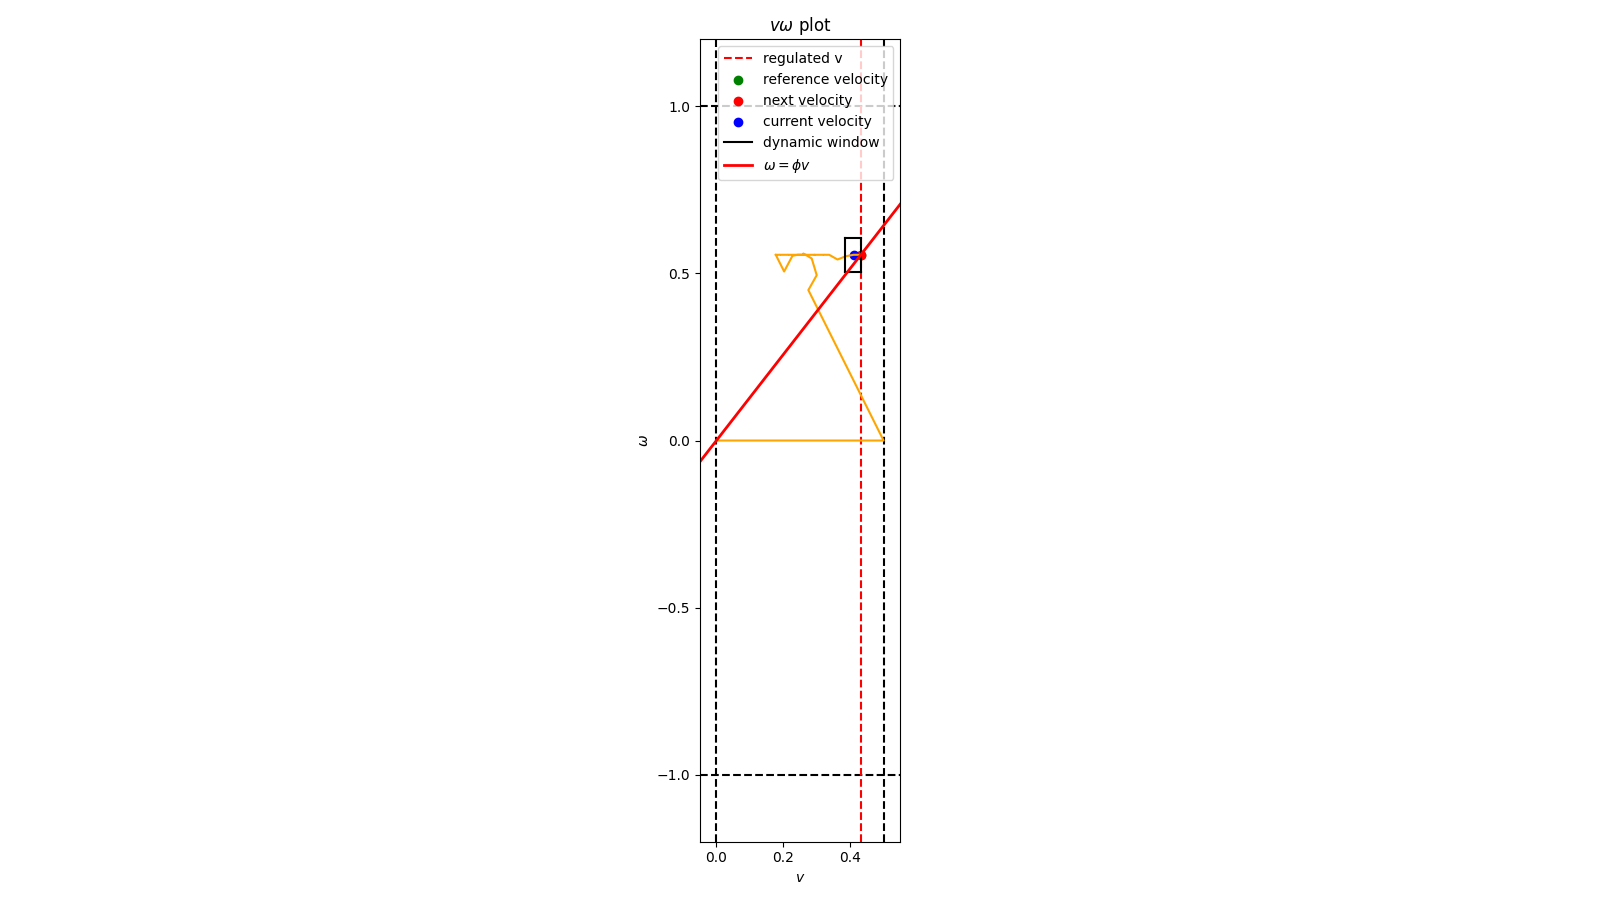 vω plot
regulated v
reference velocity
next velocity
current velocity
dynamic window
ω = ϕv
1.0
0.5
0.0
−0.5
−1.0
ω
0.0 0.2 0.4
v